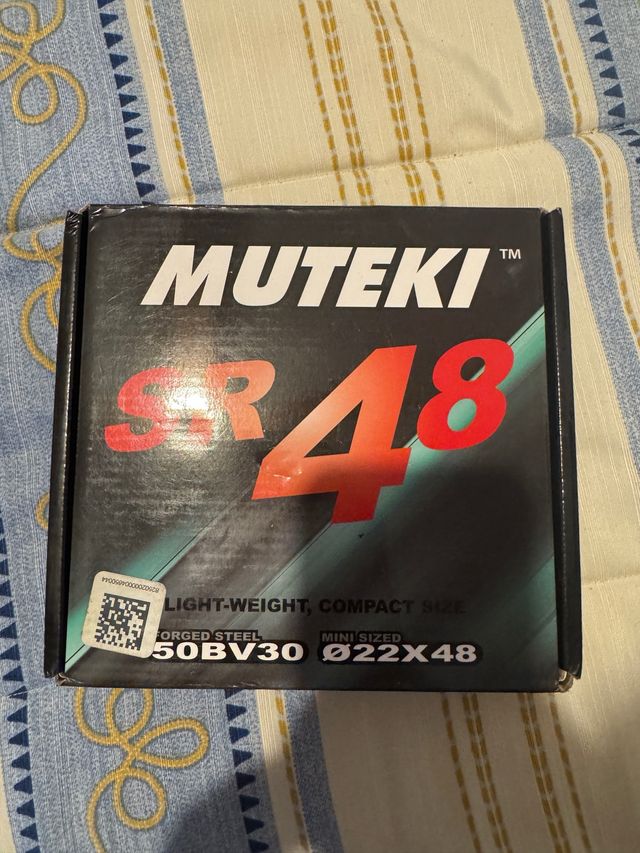 MUTEKI™
SR48
LIGHT-WEIGHT, COMPACT SIZE
FORGED STEEL
50BV30
MINI SIZED
Ø22X48